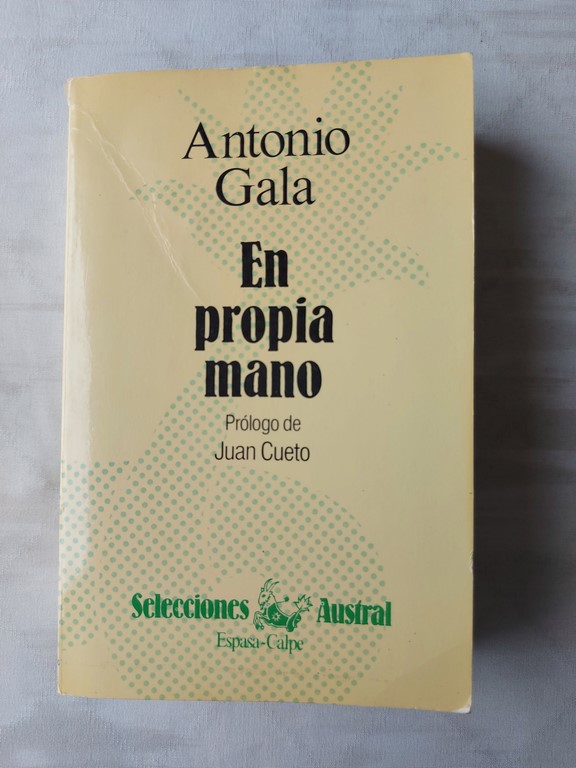 Antonio
Gala
En
propia
mano
Prólogo de
Juan Cueto
Selecciones Austral
Espasa-Calpe